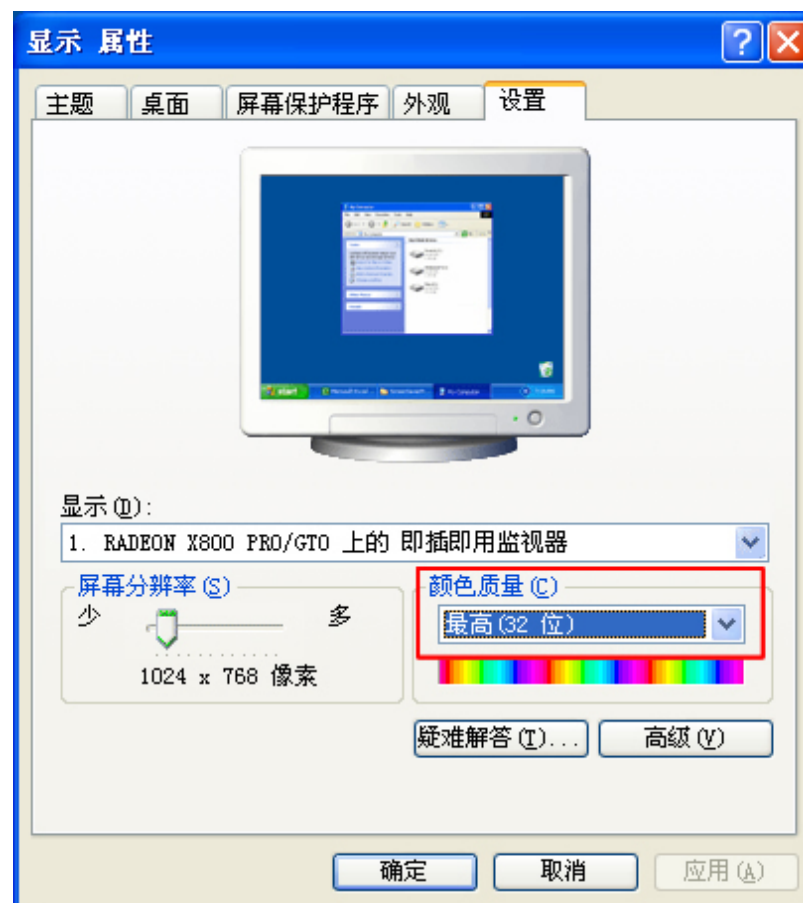 显示 属性
主题 桌面 屏幕保护程序 外观 设置
start
显示(D):
1. RADEON X800 PRO/GTO 上的 即插即用监视器
屏幕分辨率(S)
少 多
1024 x 768 像素
颜色质量(C)
最高(32 位)
疑难解答(T)... 高级(V)
确定 取消 应用(A)